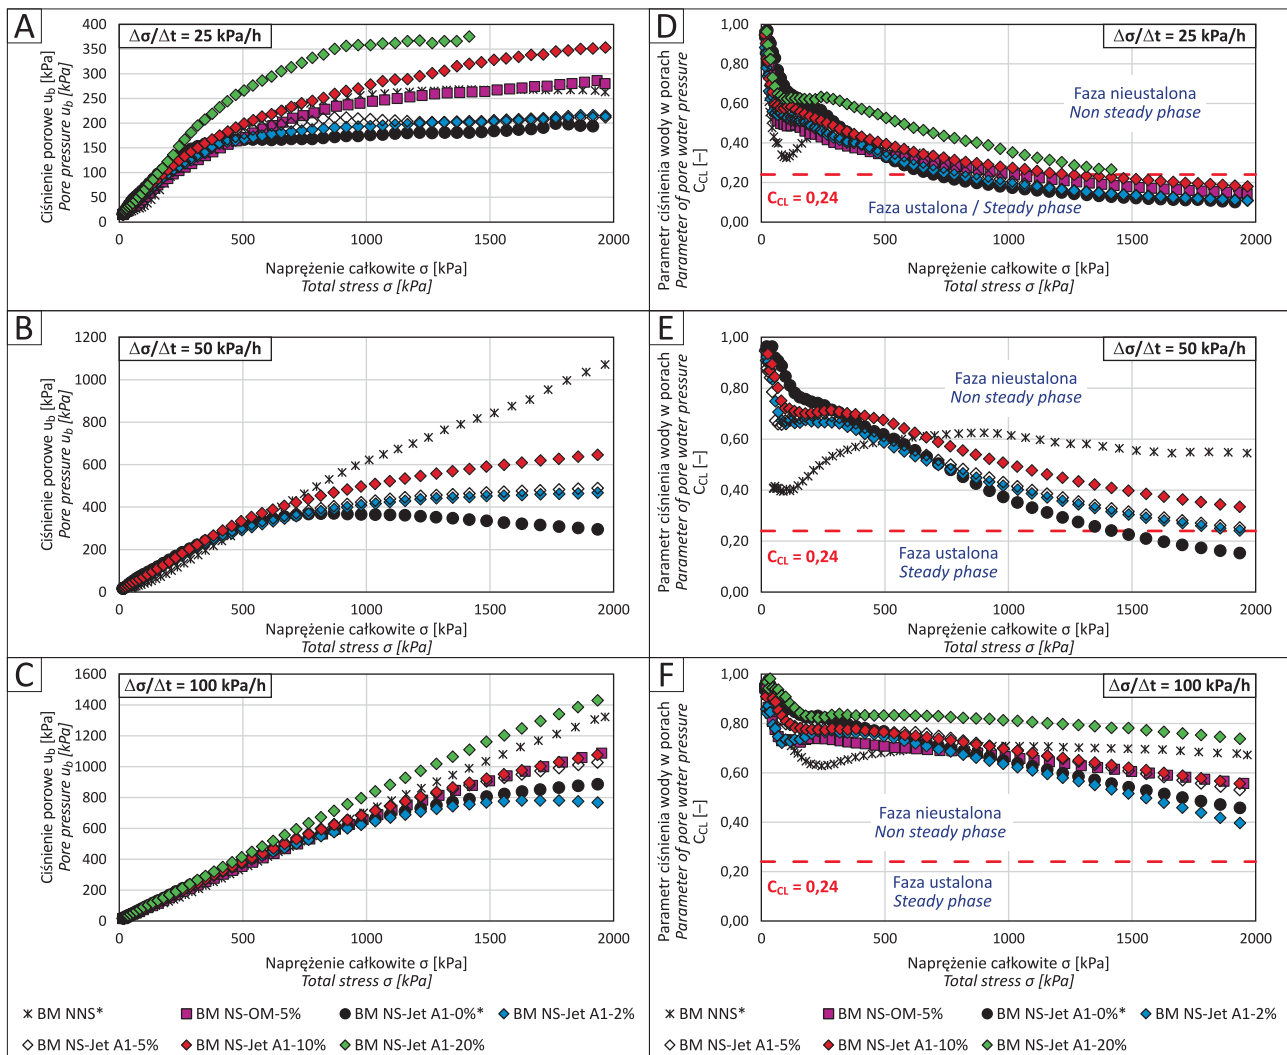 A
Δσ/Δt = 25 kPa/h
Ciśnienie porowe u_b [kPa]
Pore pressure u_b [kPa]
400
350
300
250
200
150
100
50
0
0 500 1000 1500 2000
Naprężenie całkowite σ [kPa]
Total stress σ [kPa]
D
Δσ/Δt = 25 kPa/h
Parametr ciśnienia wody w porach
Parameter of pore water pressure
C_CL [–]
1,00
0,80
0,60
0,40
0,20
0,00
Faza nieustalona
Non steady phase
C_CL = 0,24
Faza ustalona / Steady phase
0 500 1000 1500 2000
Naprężenie całkowite σ [kPa]
Total stress σ [kPa]
B
Δσ/Δt = 50 kPa/h
Ciśnienie porowe u_b [kPa]
Pore pressure u_b [kPa]
1200
1000
800
600
400
200
0
0 500 1000 1500 2000
Naprężenie całkowite σ [kPa]
Total stress σ [kPa]
E
Δσ/Δt = 50 kPa/h
Parametr ciśnienia wody w porach
Parameter of pore water pressure
C_CL [–]
1,00
0,80
0,60
0,40
0,20
0,00
Faza nieustalona
Non steady phase
C_CL = 0,24
Faza ustalona
Steady phase
0 500 1000 1500 2000
Naprężenie całkowite σ [kPa]
Total stress σ [kPa]
C
Δσ/Δt = 100 kPa/h
Ciśnienie porowe u_b [kPa]
Pore pressure u_b [kPa]
1600
1400
1200
1000
800
600
400
200
0
0 500 1000 1500 2000
Naprężenie całkowite σ [kPa]
Total stress σ [kPa]
F
Δσ/Δt = 100 kPa/h
Parametr ciśnienia wody w porach
Parameter of pore water pressure
C_CL [–]
1,00
0,80
0,60
0,40
0,20
0,00
Faza nieustalona
Non steady phase
C_CL = 0,24
Faza ustalona
Steady phase
0 500 1000 1500 2000
Naprężenie całkowite σ [kPa]
Total stress σ [kPa]
BM NNS* BM NS-OM-5% BM NS-Jet A1-0%* BM NS-Jet A1-2%
BM NS-Jet A1-5% BM NS-Jet A1-10% BM NS-Jet A1-20%
BM NNS* BM NS-OM-5% BM NS-Jet A1-0%* BM NS-Jet A1-2%
BM NS-Jet A1-5% BM NS-Jet A1-10% BM NS-Jet A1-20%